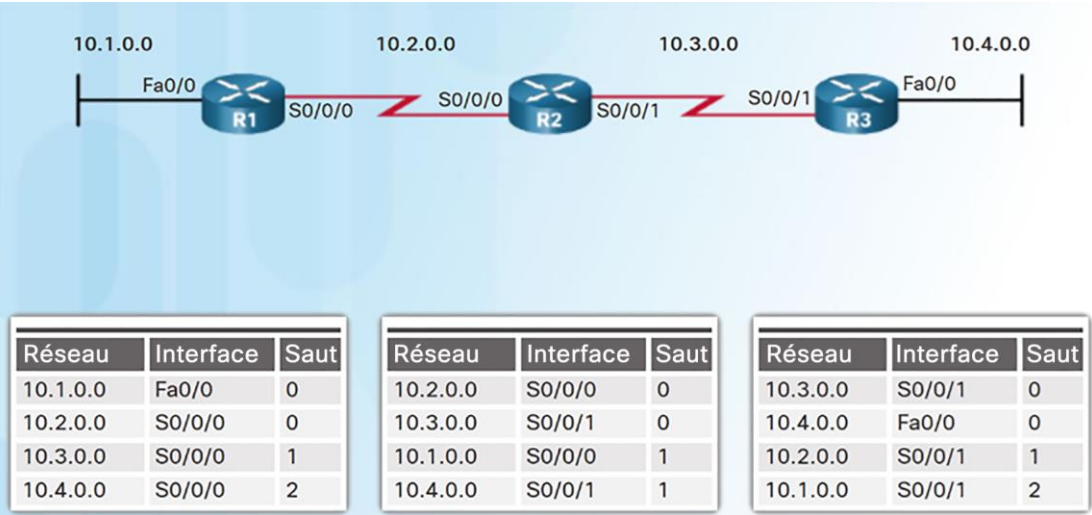 10.1.0.0 10.2.0.0 10.3.0.0 10.4.0.0
Fa0/0 S0/0/0 S0/0/0 S0/0/1 S0/0/1 Fa0/0
R1 R2 R3
Réseau Interface Saut
10.1.0.0 Fa0/0 0
10.2.0.0 S0/0/0 0
10.3.0.0 S0/0/0 1
10.4.0.0 S0/0/0 2
Réseau Interface Saut
10.2.0.0 S0/0/0 0
10.3.0.0 S0/0/1 0
10.1.0.0 S0/0/0 1
10.4.0.0 S0/0/1 1
Réseau Interface Saut
10.3.0.0 S0/0/1 0
10.4.0.0 Fa0/0 0
10.2.0.0 S0/0/1 1
10.1.0.0 S0/0/1 2